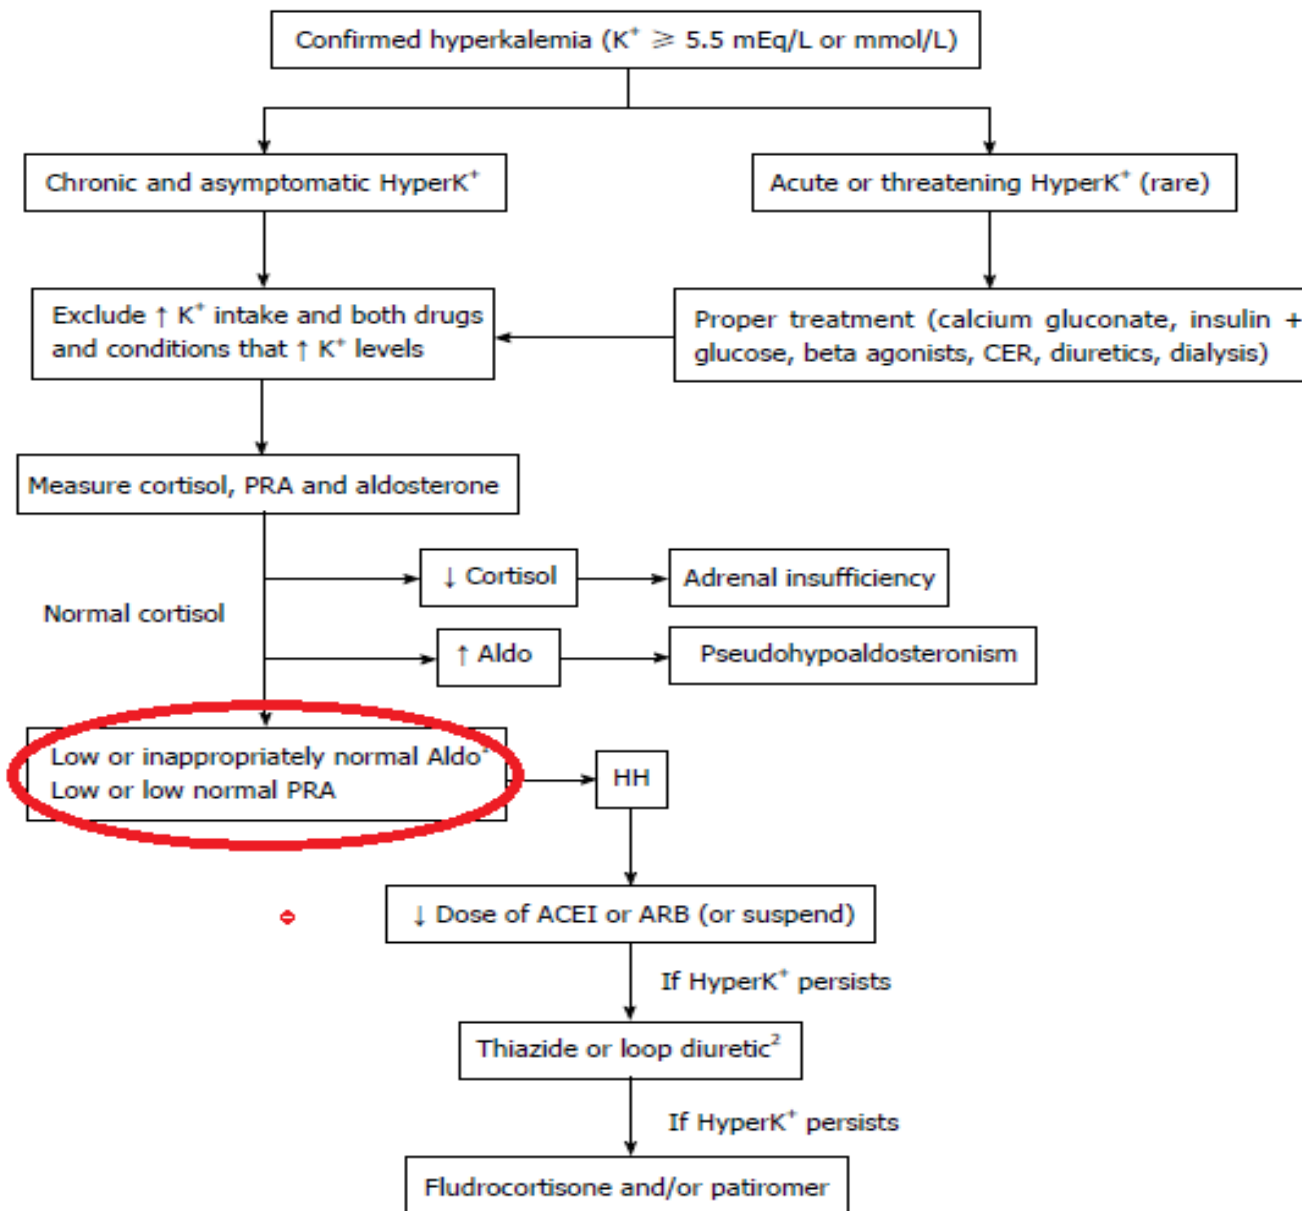 Confirmed hyperkalemia (K⁺ ⩾ 5.5 mEq/L or mmol/L)
Chronic and asymptomatic HyperK⁺
Acute or threatening HyperK⁺ (rare)
Exclude ↑ K⁺ intake and both drugs
and conditions that ↑ K⁺ levels
Proper treatment (calcium gluconate, insulin +
glucose, beta agonists, CER, diuretics, dialysis)
Measure cortisol, PRA and aldosterone
↓ Cortisol
Adrenal insufficiency
Normal cortisol
↑ Aldo
Pseudohypoaldosteronism
Low or inappropriately normal Aldo
Low or low normal PRA
HH
↓ Dose of ACEI or ARB (or suspend)
If HyperK⁺ persists
Thiazide or loop diuretic²
If HyperK⁺ persists
Fludrocortisone and/or patiromer